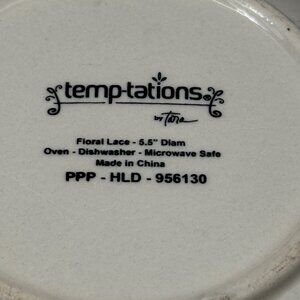 temp-tations
by Tara
Floral Lace - 5.5" Diam
Oven - Dishwasher - Microwave Safe
Made in China
PPP - HLD - 956130